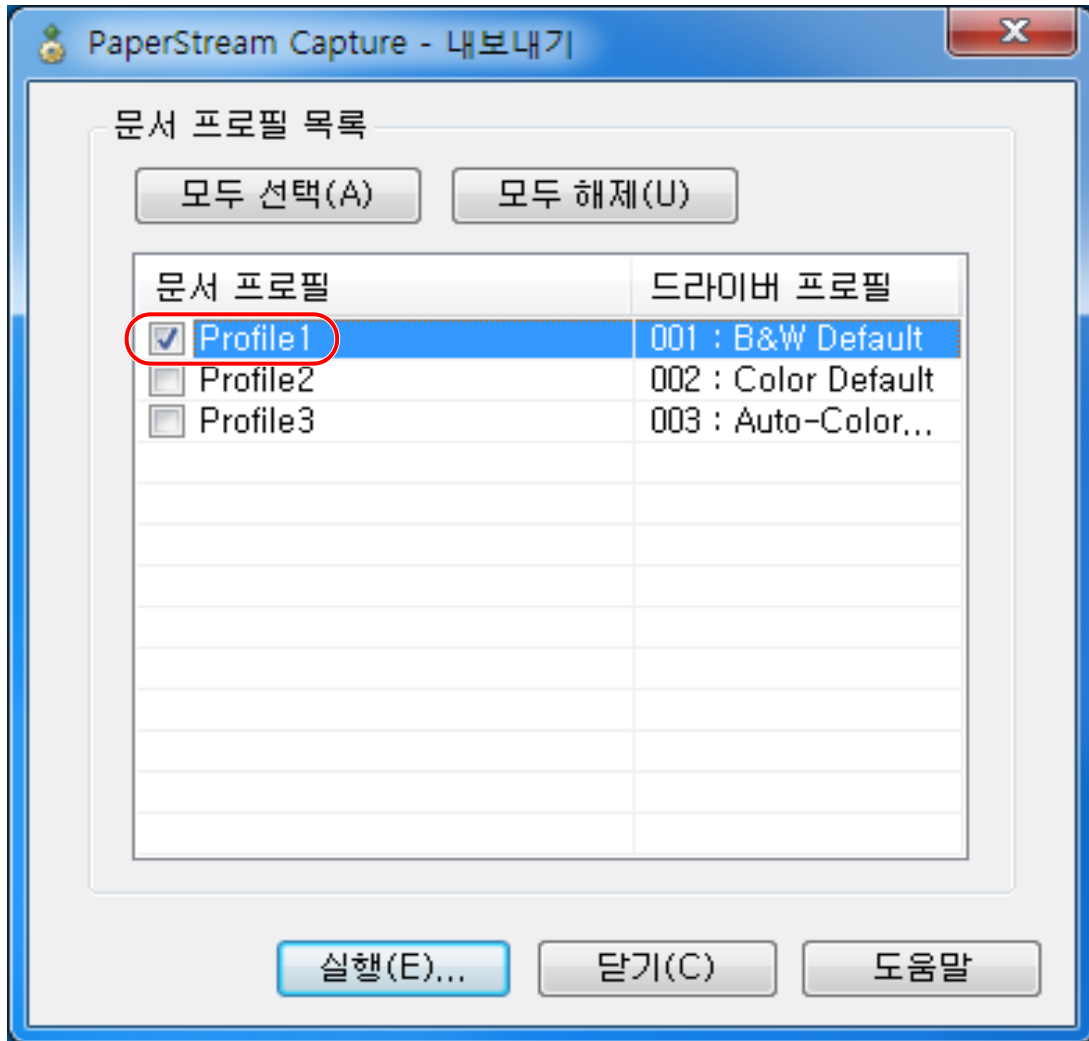 PaperStream Capture - 내보내기
문서 프로필 목록
모두 선택(A) 모두 해제(U)
문서 프로필 드라이버 프로필
Profile1 001 : B&W Default
Profile2 002 : Color Default
Profile3 003 : Auto-Color...
실행(E)... 닫기(C) 도움말